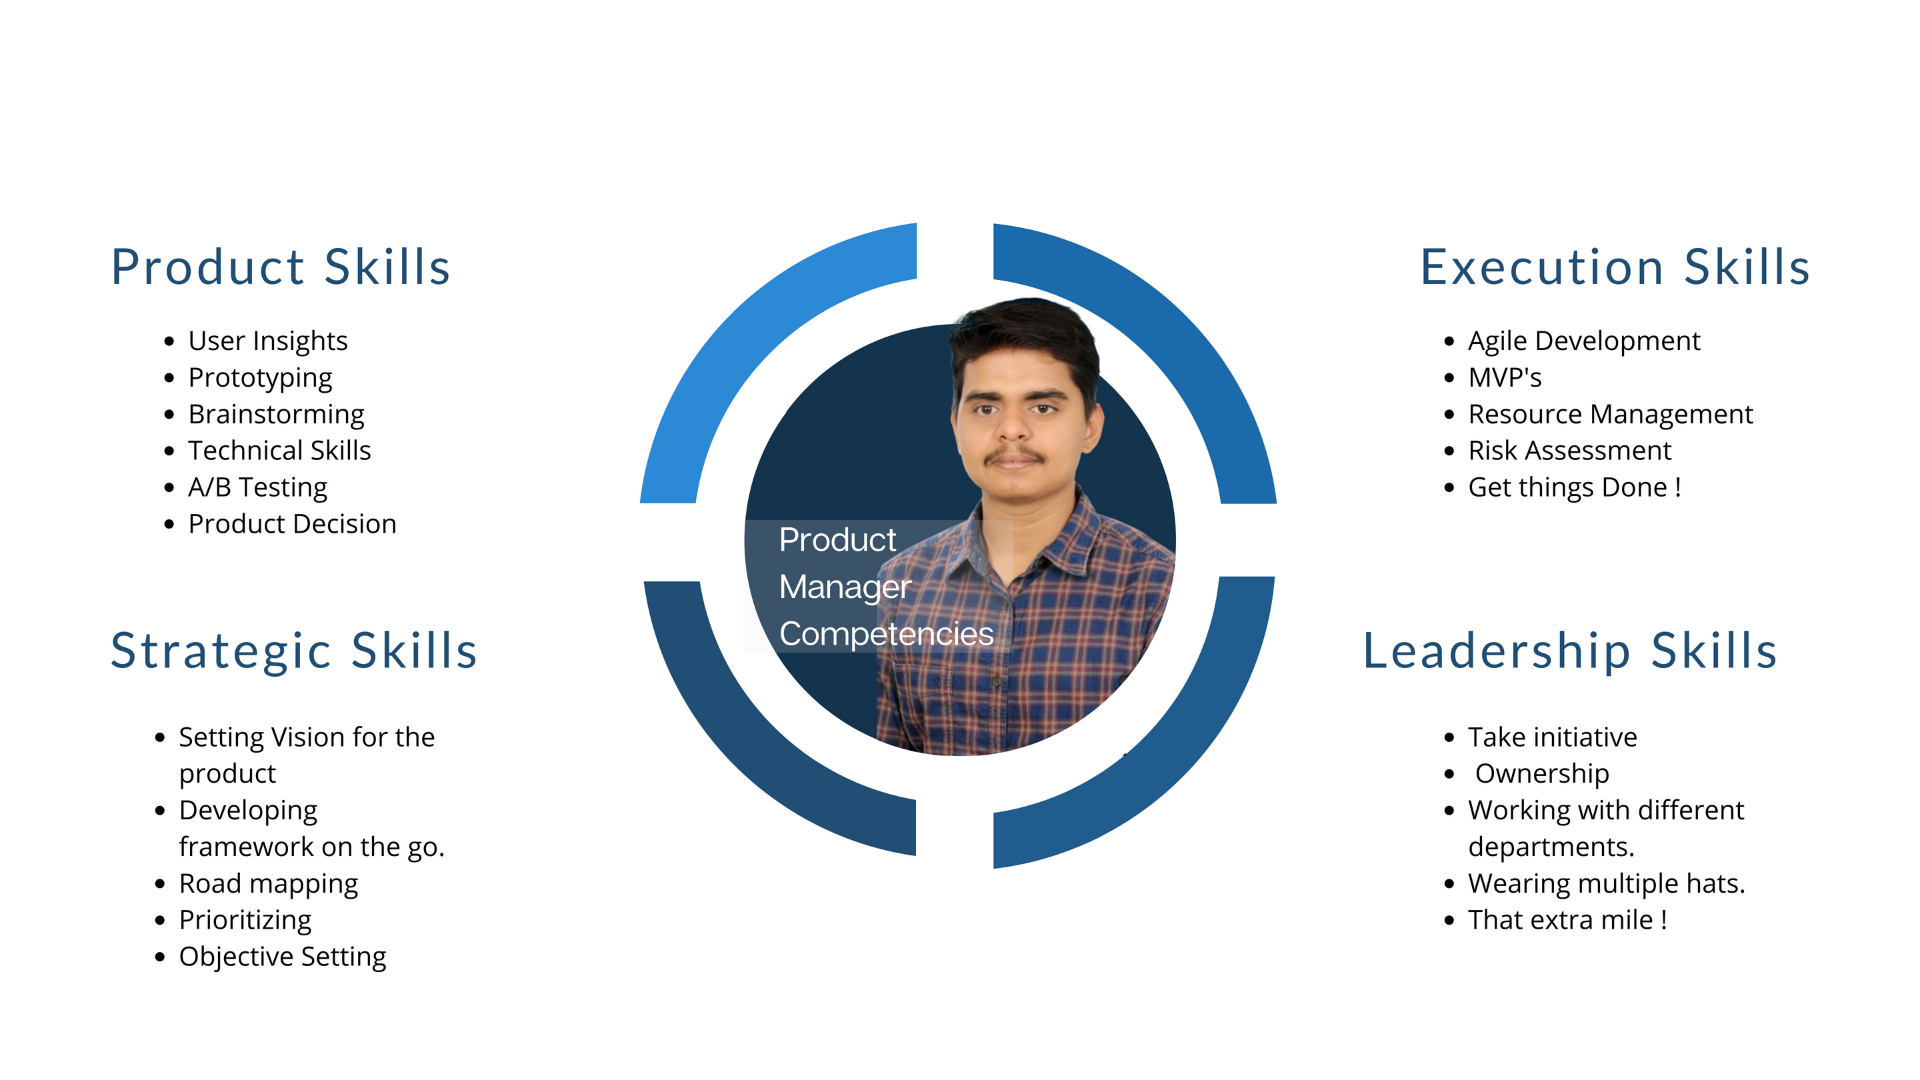 Product Skills
User Insights
Prototyping
Brainstorming
Technical Skills
A/B Testing
Product Decision
Strategic Skills
Setting Vision for the
product
Developing
framework on the go.
Road mapping
Prioritizing
Objective Setting
Product
Manager
Competencies
Execution Skills
Agile Development
MVP's
Resource Management
Risk Assessment
Get things Done !
Leadership Skills
Take initiative
Ownership
Working with different
departments.
Wearing multiple hats.
That extra mile !